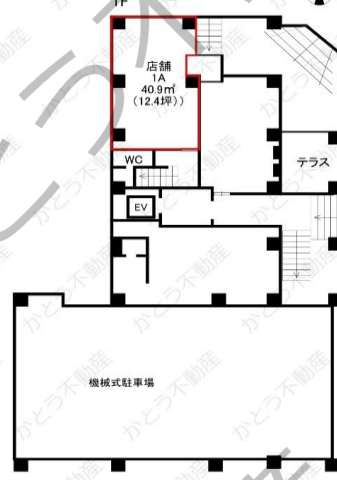 1F
店舗
1A
40.9㎡
(12.4坪))
WC
テラス
EV
機械式駐車場
かとう不動産